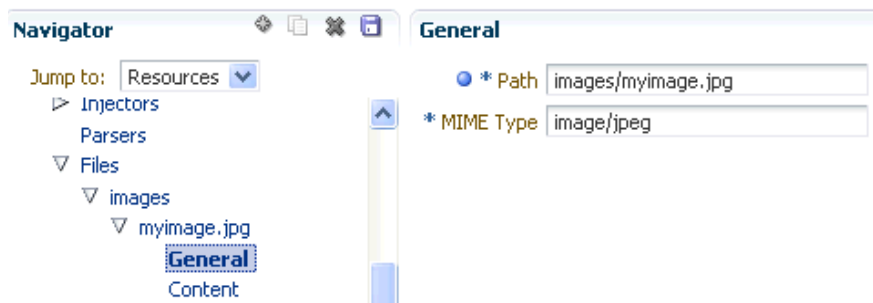 Navigator
Jump to: Resources
Injectors
Parsers
Files
images
myimage.jpg
General
Content
General
* Path images/myimage.jpg
* MIME Type image/jpeg